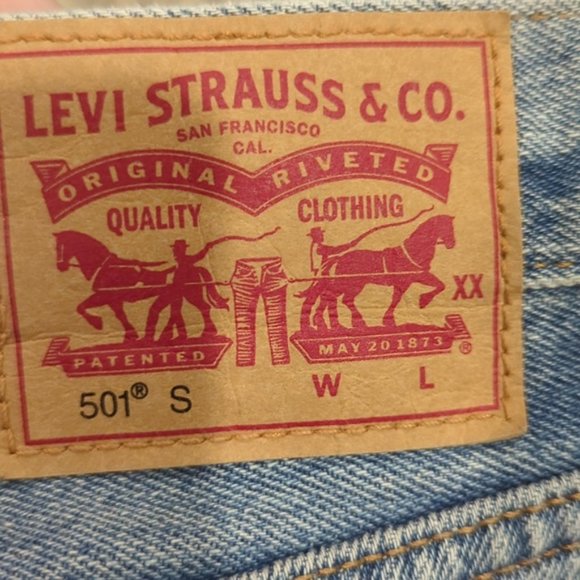 LEVI STRAUSS & CO.
SAN FRANCISCO
CAL.
ORIGINAL RIVETED
QUALITY CLOTHING
XX
PATENTED MAY 20 1873 ®
501® S W L